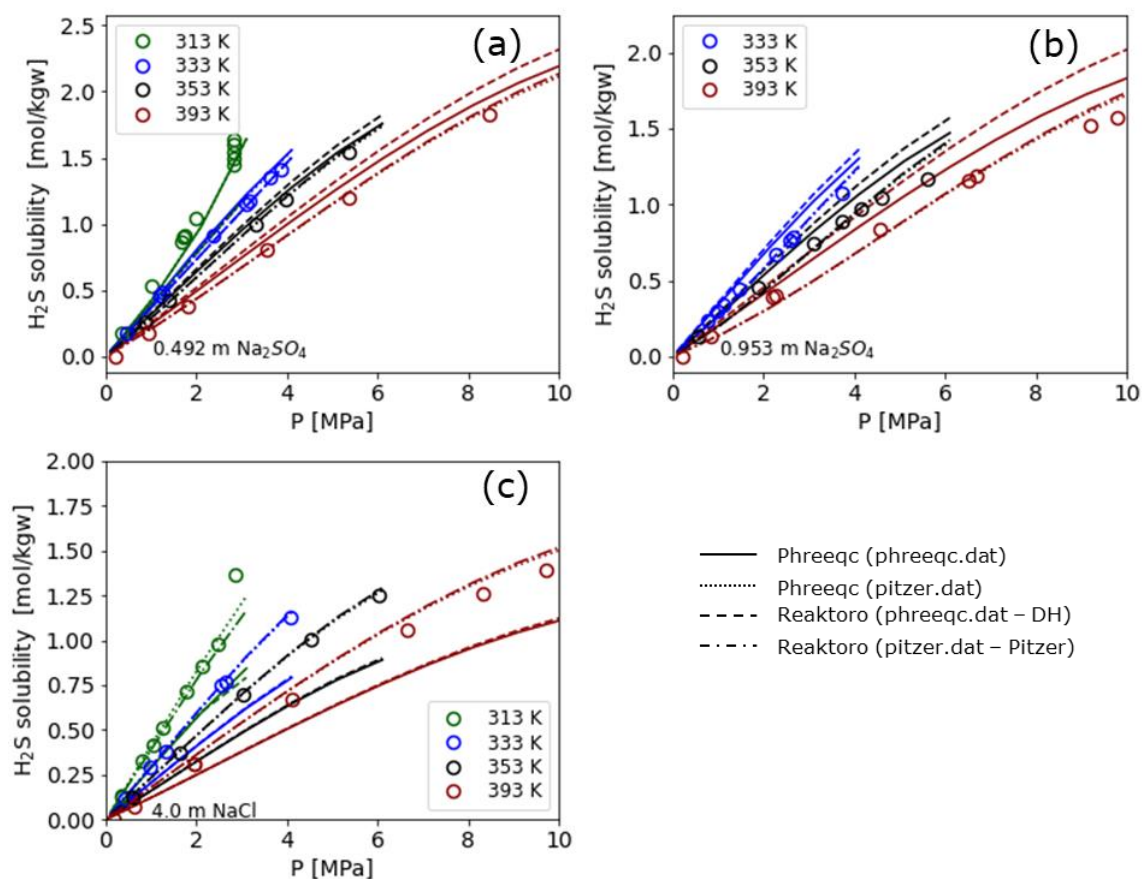 (a)
313 K
333 K
353 K
393 K
H₂S solubility [mol/kgw]
2.5
2.0
1.5
1.0
0.5
0.0
0.492 m Na₂SO₄
0 2 4 6 8 10
P [MPa]
(b)
333 K
353 K
393 K
H₂S solubility [mol/kgw]
2.0
1.5
1.0
0.5
0.0
0.953 m Na₂SO₄
0 2 4 6 8 10
P [MPa]
(c)
H₂S solubility [mol/kgw]
2.00
1.75
1.50
1.25
1.00
0.75
0.50
0.25
0.00
313 K
333 K
353 K
393 K
4.0 m NaCl
0 2 4 6 8 10
P [MPa]
Phreeqc (phreeqc.dat)
Phreeqc (pitzer.dat)
Reaktoro (phreeqc.dat – DH)
Reaktoro (pitzer.dat – Pitzer)